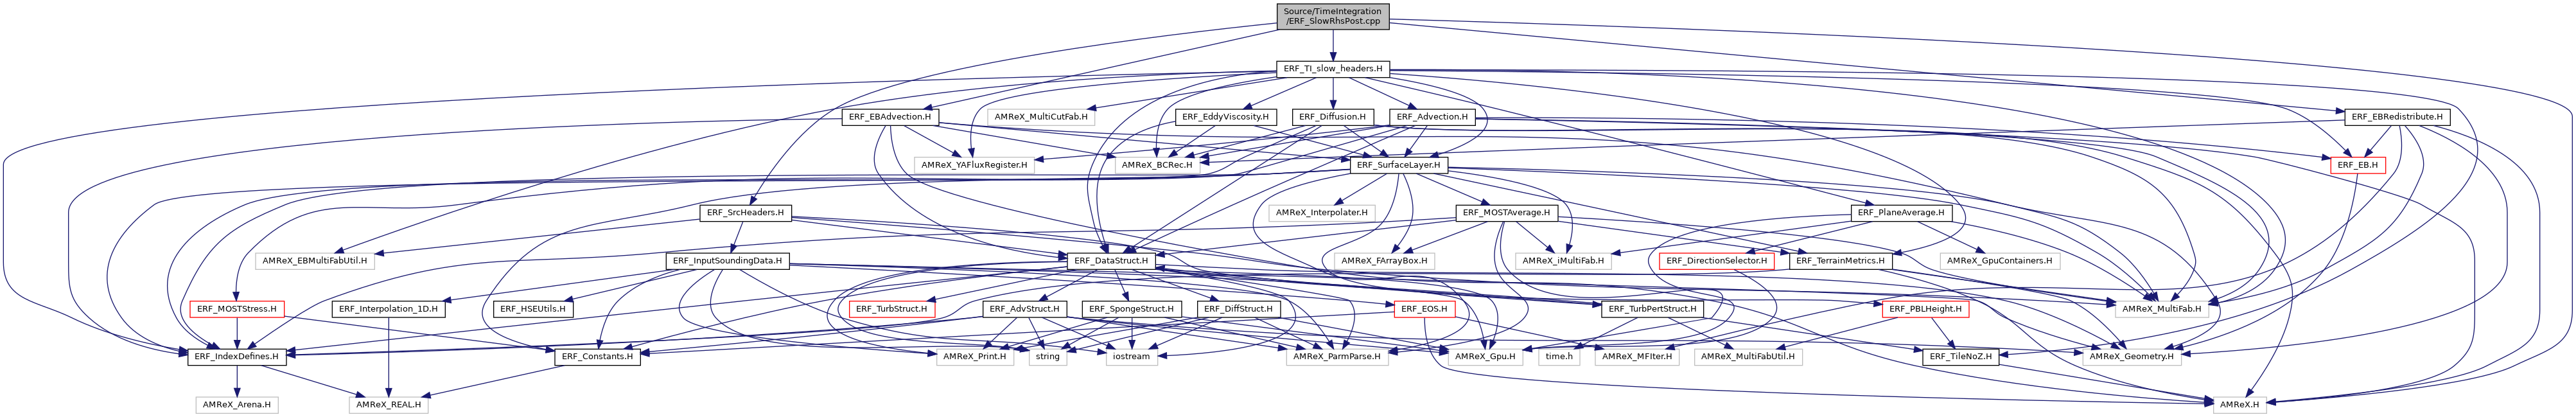 Source/TimeIntegration
/ERF_SlowRhsPost.cpp
ERF_TI_slow_headers.H
ERF_EBAdvection.H
AMReX_MultiCutFab.H
ERF_EddyViscosity.H
ERF_Diffusion.H
ERF_Advection.H
ERF_EBRedistribute.H
AMReX_YAFluxRegister.H
AMReX_BCRec.H
ERF_SurfaceLayer.H
ERF_EB.H
ERF_SrcHeaders.H
AMReX_Interpolater.H
ERF_MOSTAverage.H
ERF_PlaneAverage.H
AMReX_EBMultiFabUtil.H
ERF_InputSoundingData.H
ERF_DataStruct.H
AMReX_FArrayBox.H
AMReX_iMultiFab.H
ERF_DirectionSelector.H
ERF_TerrainMetrics.H
AMReX_GpuContainers.H
ERF_MOSTStress.H
ERF_Interpolation_1D.H
ERF_HSEUtils.H
ERF_EOS.H
ERF_TurbStruct.H
ERF_AdvStruct.H
ERF_SpongeStruct.H
ERF_DiffStruct.H
ERF_TurbPertStruct.H
ERF_PBLHeight.H
AMReX_MultiFab.H
ERF_IndexDefines.H
ERF_Constants.H
AMReX_Print.H
string
iostream
AMReX_ParmParse.H
AMReX_Gpu.H
time.h
AMReX_MFIter.H
AMReX_MultiFabUtil.H
ERF_TileNoZ.H
AMReX_Geometry.H
AMReX_Arena.H
AMReX_REAL.H
AMReX.H